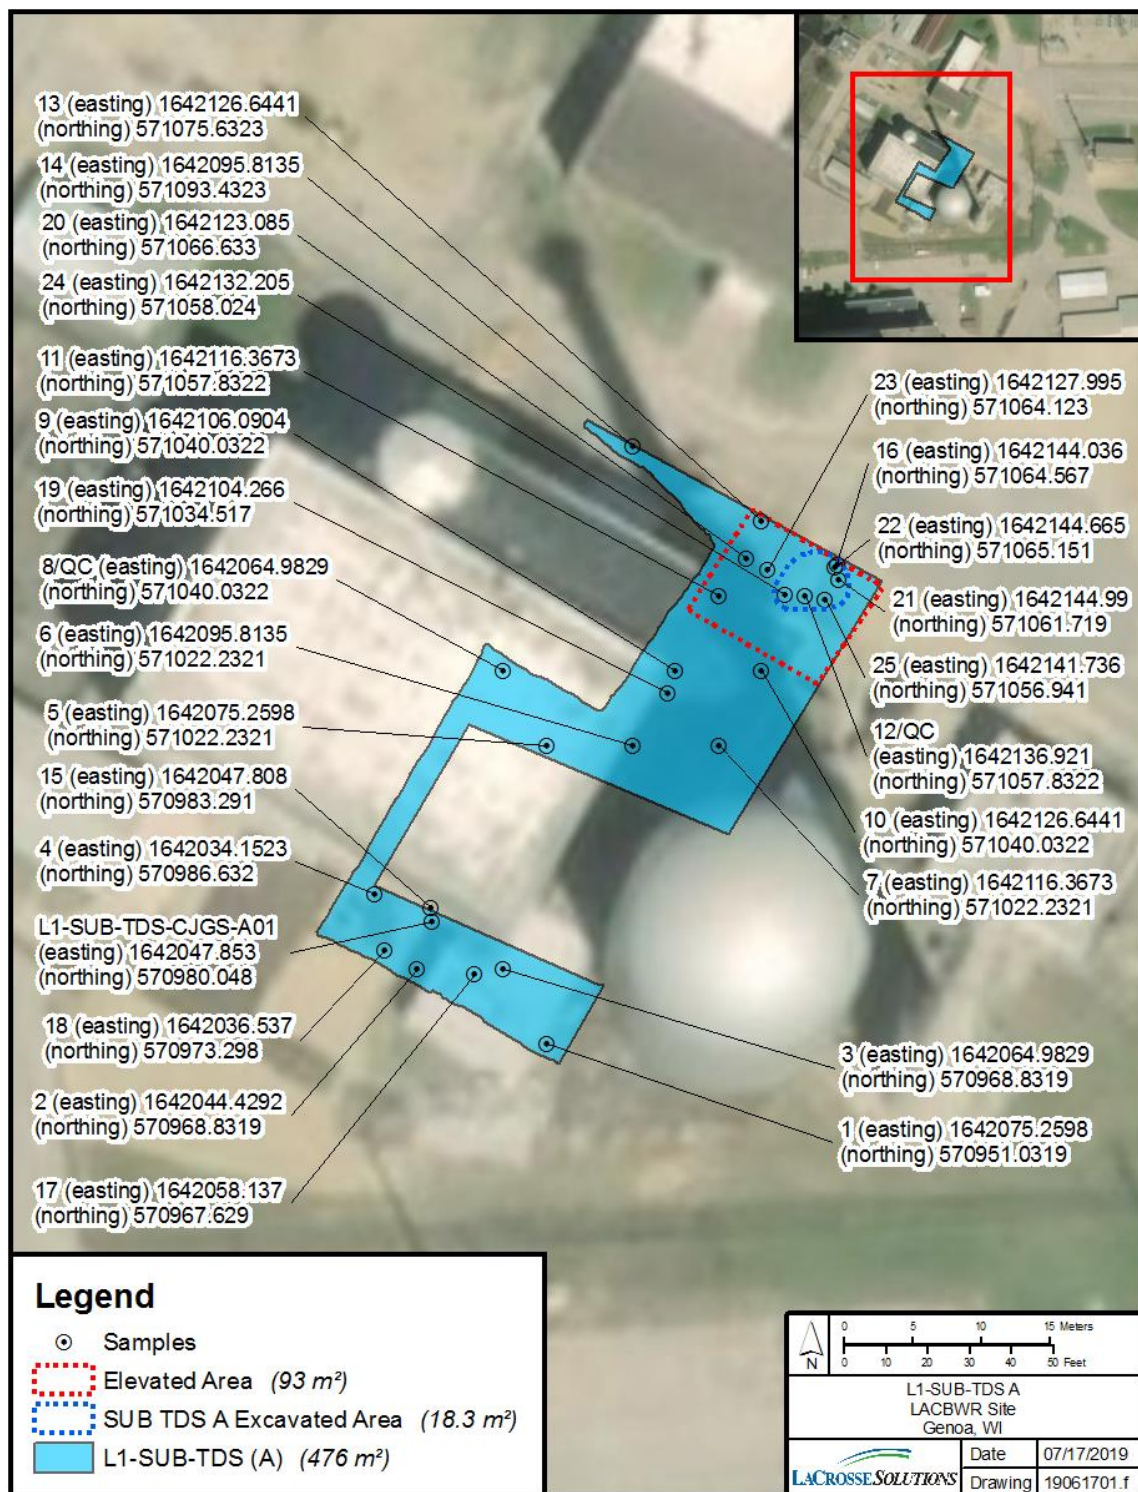 13 (easting) 1642126.6441
(northing) 571075.6323
14 (easting) 1642095.8135
(northing) 571093.4323
20 (easting) 1642123.085
(northing) 571066.633
24 (easting) 1642132.205
(northing) 571058.024
11 (easting) 1642116.3673
(northing) 571057.8322
9 (easting) 1642106.0904
(northing) 571040.0322
19 (easting) 1642104.266
(northing) 571034.517
8/QC (easting) 1642064.9829
(northing) 571040.0322
6 (easting) 1642095.8135
(northing) 571022.2321
5 (easting) 1642075.2598
(northing) 571022.2321
15 (easting) 1642047.808
(northing) 570983.291
4 (easting) 1642034.1523
(northing) 570986.632
L1-SUB-TDS-CJGS-A01
(easting) 1642047.853
(northing) 570980.048
18 (easting) 1642036.537
(northing) 570973.298
2 (easting) 1642044.4292
(northing) 570968.8319
17 (easting) 1642058.137
(northing) 570967.629
23 (easting) 1642127.995
(northing) 571064.123
16 (easting) 1642144.036
(northing) 571064.567
22 (easting) 1642144.665
(northing) 571065.151
21 (easting) 1642144.99
(northing) 571061.719
25 (easting) 1642141.736
(northing) 571056.941
12/QC
(easting) 1642136.921
(northing) 571057.8322
10 (easting) 1642126.6441
(northing) 571040.0322
7 (easting) 1642116.3673
(northing) 571022.2321
3 (easting) 1642064.9829
(northing) 570968.8319
1 (easting) 1642075.2598
(northing) 570951.0319
Legend
Samples
Elevated Area (93 m²)
SUB TDS A Excavated Area (18.3 m²)
L1-SUB-TDS (A) (476 m²)
N
0 5 10 15 Meters
0 10 20 30 40 50 Feet
L1-SUB-TDS A
LACBWR Site
Genoa, WI
LACROSSE SOLUTIONS
Date 07/17/2019
Drawing 19061701.f